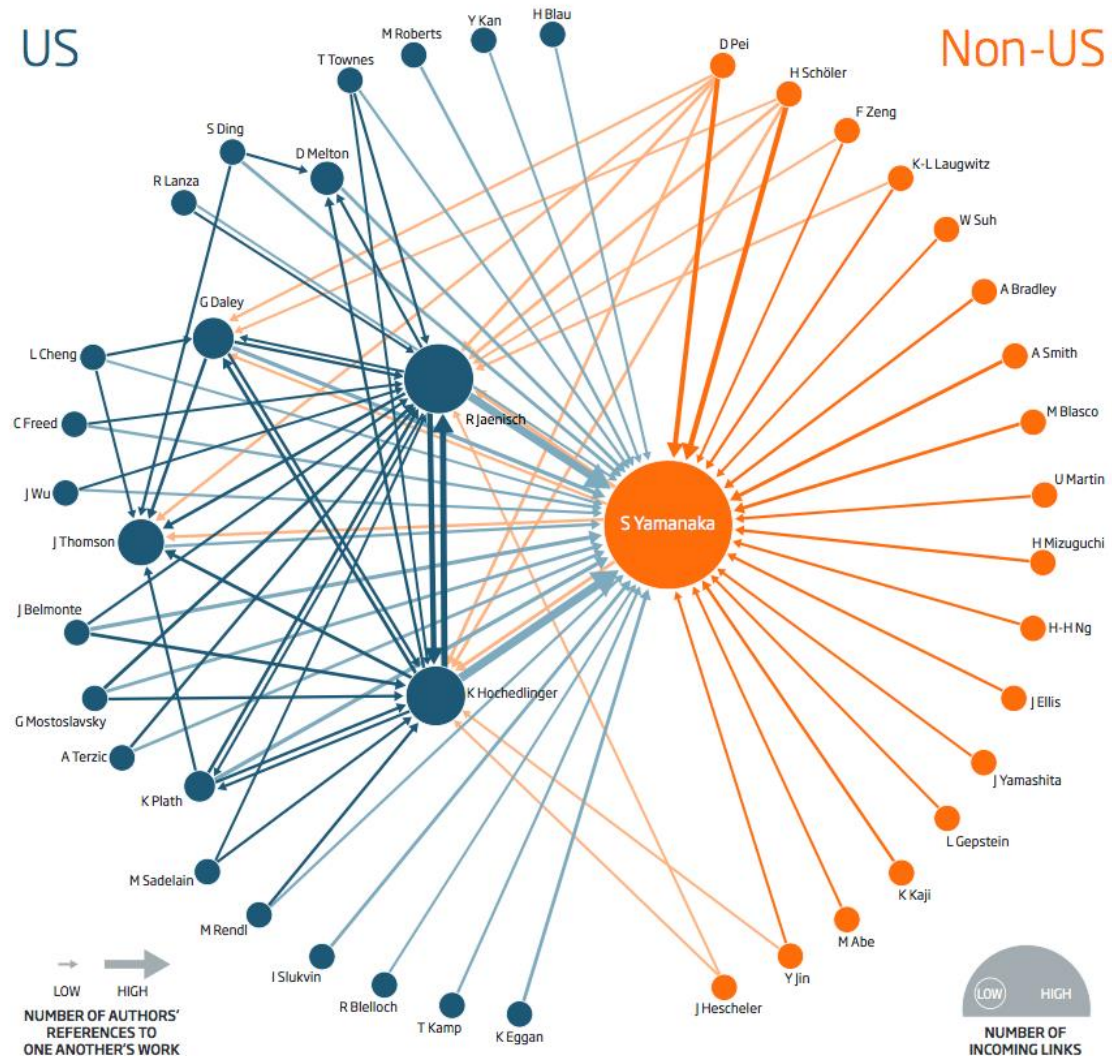 US
Non-US
H Blau
Y Kan
M Roberts
T Townes
D Pei
H Schöler
F Zeng
S Ding
D Melton
K-L Laugwitz
R Lanza
W Suh
A Bradley
G Daley
L Cheng
A Smith
R Jaenisch
M Blasco
C Freed
J Wu
U Martin
S Yamanaka
J Thomson
H Mizuguchi
J Belmonte
H-H Ng
K Hochedlinger
J Ellis
G Mostoslavsky
A Terzic
J Yamashita
K Plath
L Gepstein
M Sadelain
K Kaji
M Rendl
M Abe
I Slukvin
Y Jin
R Blelloch
J Hescheler
T Kamp
K Eggan
LOW
HIGH
NUMBER OF AUTHORS'
REFERENCES TO
ONE ANOTHER'S WORK
LOW
HIGH
NUMBER OF
INCOMING LINKS